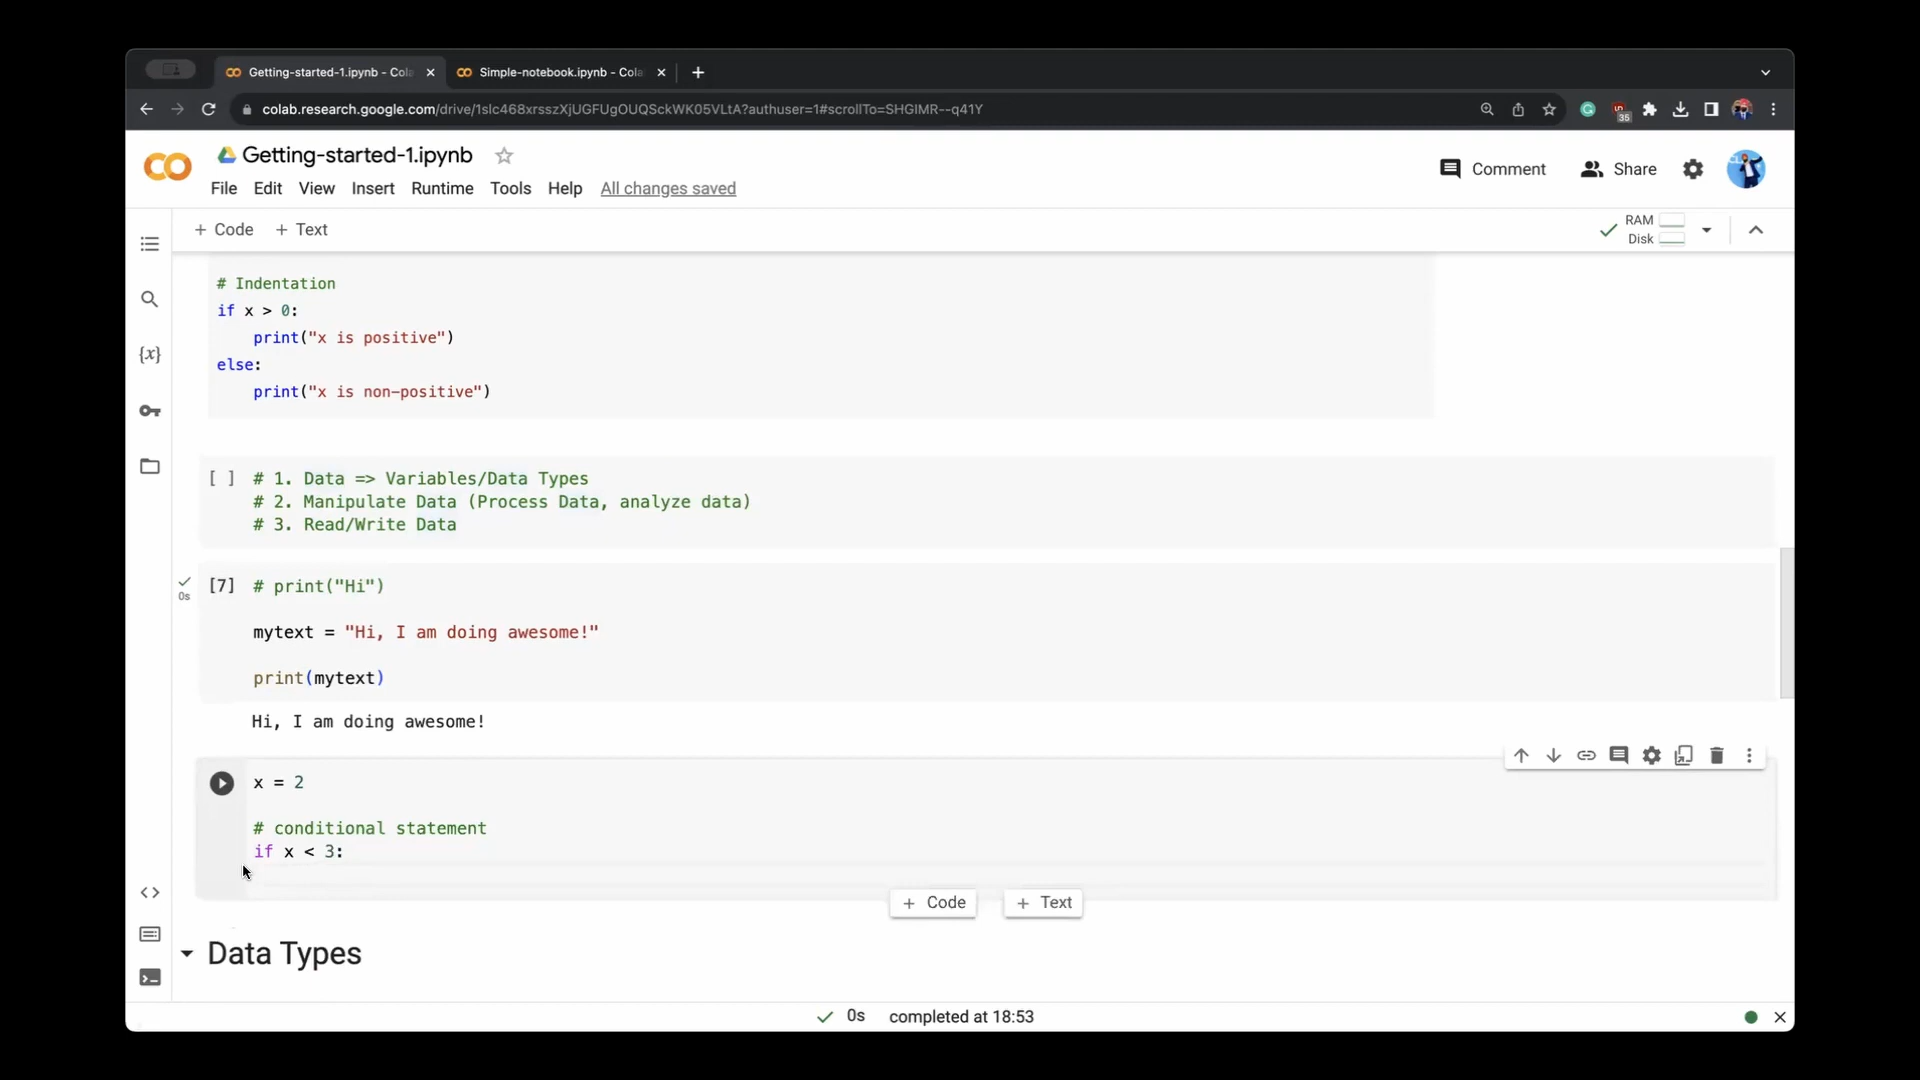 Getting-started-1.ipynb - Cola
Simple-notebook.ipynb - Cola
colab.research.google.com/drive/1slc468xrsszXjUGFUgOUQSckWK05VLtA?authuser=1#scrollTo=SHGIMR--q41Y
35
Getting-started-1.ipynb
Comment
Share
File Edit View Insert Runtime Tools Help All changes saved
+ Code + Text
RAM
Disk
# Indentation
if x > 0:
    print("x is positive")
else:
    print("x is non-positive")
{x}
[ ] # 1. Data => Variables/Data Types
# 2. Manipulate Data (Process Data, analyze data)
# 3. Read/Write Data
[7] # print("Hi")
0s
mytext = "Hi, I am doing awesome!"
print(mytext)
Hi, I am doing awesome!
x = 2
# conditional statement
if x < 3:
+ Code + Text
Data Types
0s completed at 18:53